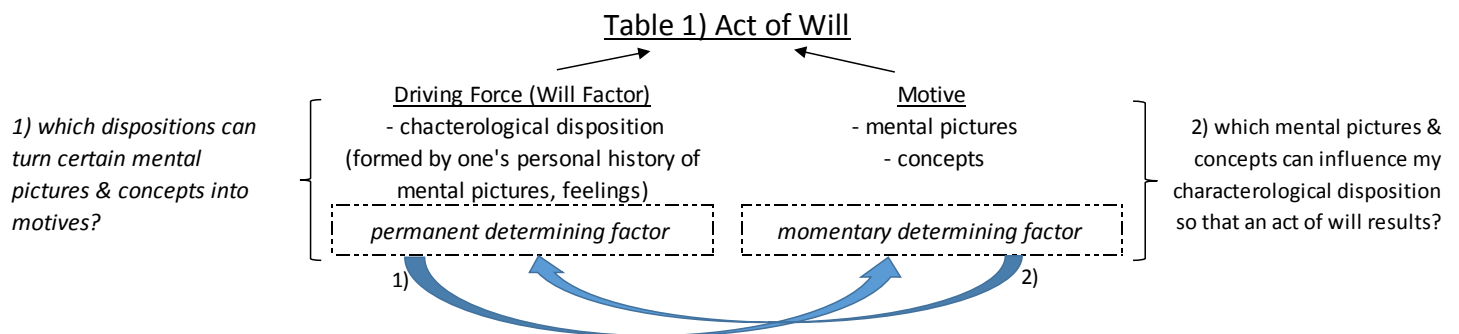 Table 1) Act of Will
1) which dispositions can
turn certain mental
pictures & concepts into
motives?
Driving Force (Will Factor)
- chacterological disposition
(formed by one's personal history of
mental pictures, feelings)
permanent determining factor
Motive
- mental pictures
- concepts
momentary determining factor
2) which mental pictures &
concepts can influence my
characterological disposition
so that an act of will results?
1)
2)